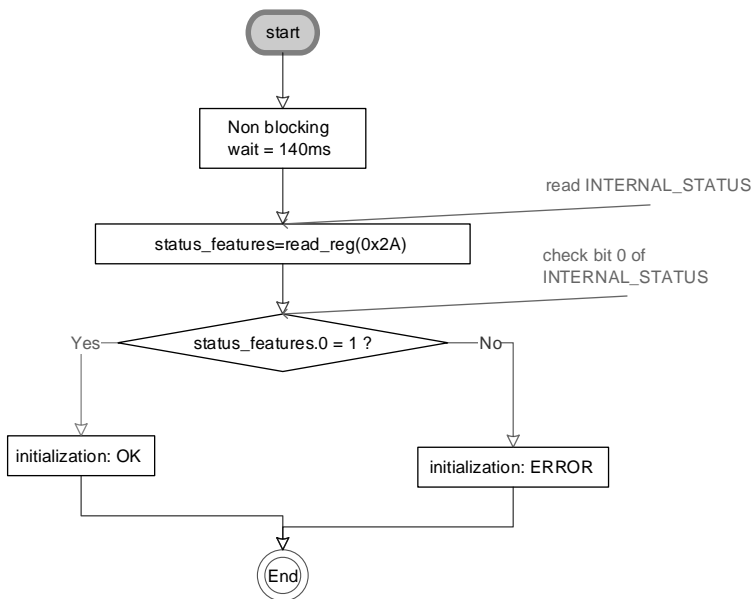 start
Non blocking
wait = 140ms
read INTERNAL_STATUS
status_features=read_reg(0x2A)
check bit 0 of
INTERNAL_STATUS
Yes
status_features.0 = 1 ?
No
initialization: OK
initialization: ERROR
End